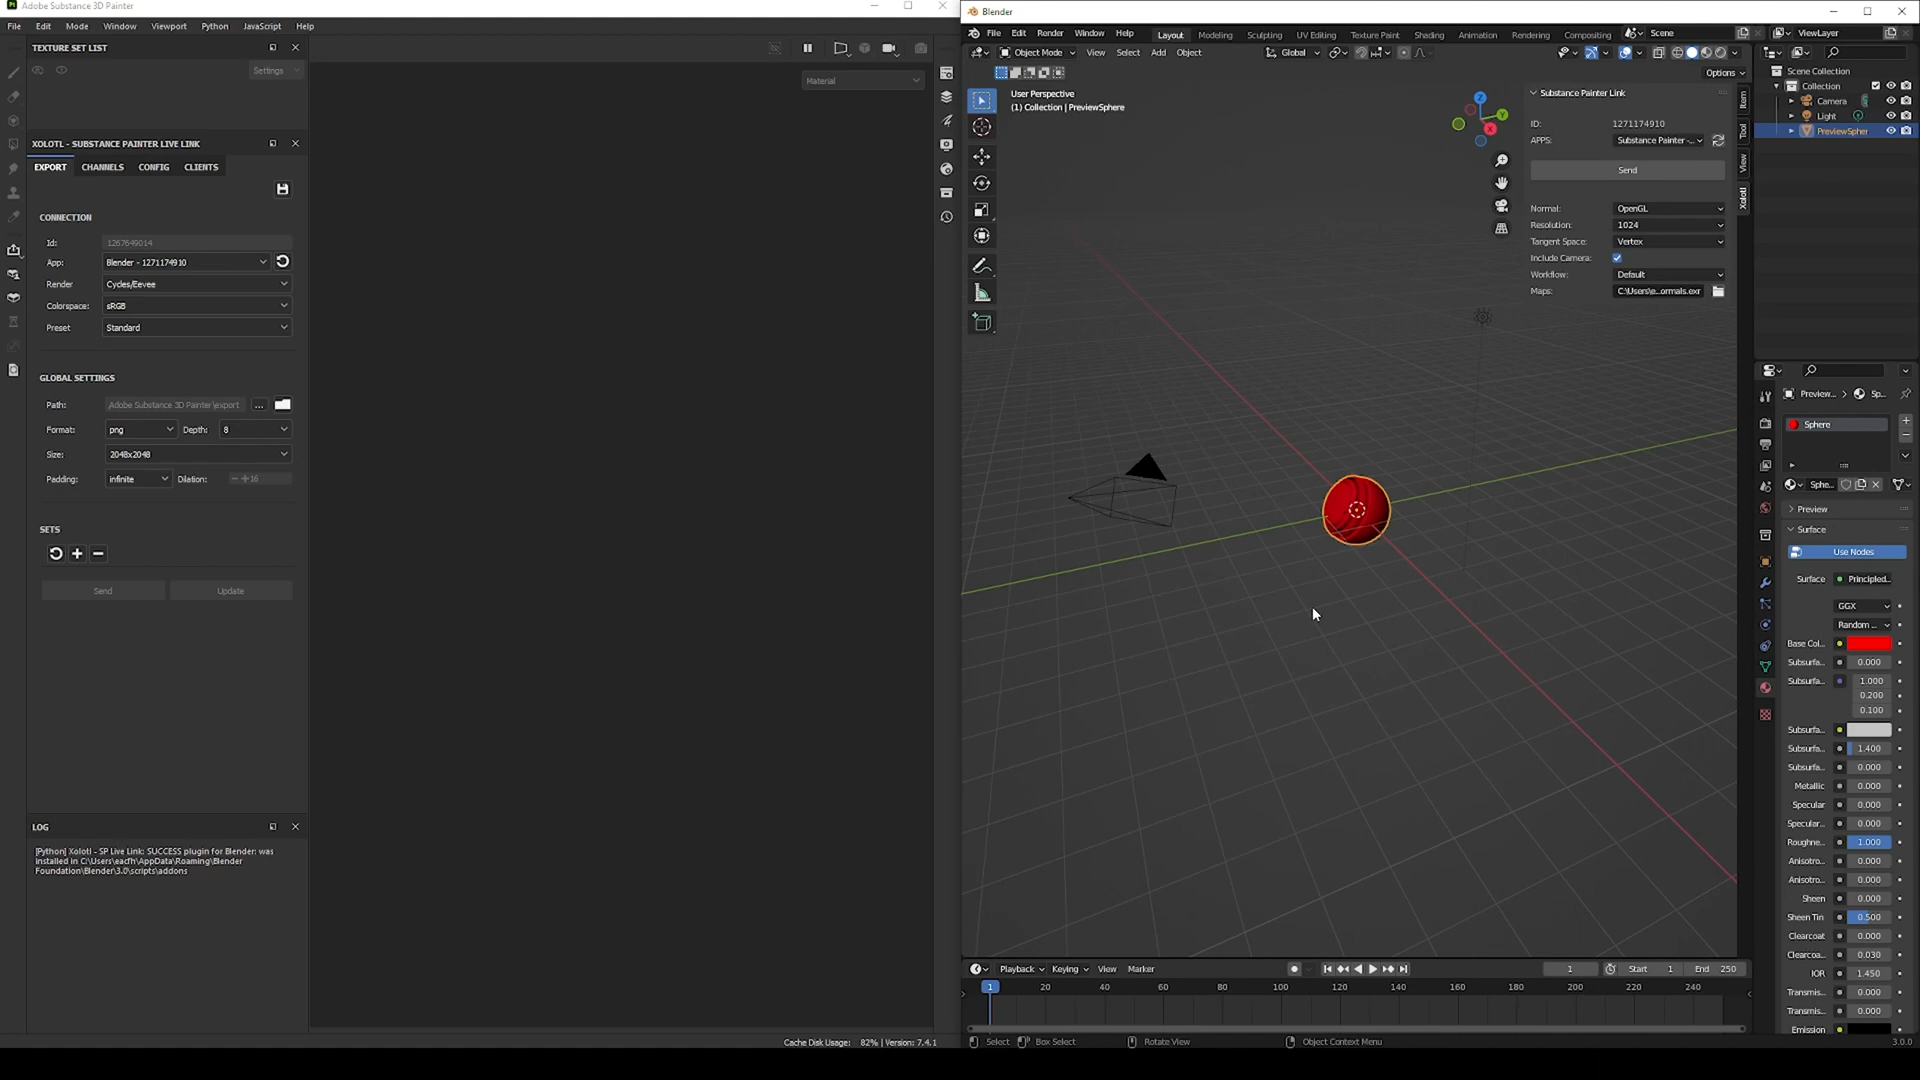 Adobe Substance 3D Painter
File Edit Mode Window Viewport Python JavaScript Help
TEXTURE SET LIST
Settings
Material
XOLOTL - SUBSTANCE PAINTER LIVE LINK
EXPORT CHANNELS CONFIG CLIENTS
CONNECTION
Id: 1267649014
App: Blender - 1271174910
Render Cycles/Eevee
Colorspace: sRGB
Preset Standard
GLOBAL SETTINGS
Path: Adobe Substance 3D Painter\export ...
Format: png Depth: 8
Size: 2048x2048
Padding: infinite Dilation: 16
SETS
Send Update
LOG
[Python] Xolotl - SP Live Link: SUCCESS plugin for Blender: was
installed in C:\Users\eacfh\AppData\Roaming\Blender
Foundation\Blender\3.0\scripts\addons
Cache Disk Usage: 82% | Version: 7.4.1
Blender
File Edit Render Window Help Layout Modeling Sculpting UV Editing Texture Paint Shading Animation Rendering Compositing Scene ViewLayer
Object Mode View Select Add Object Global
Options
User Perspective
(1) Collection | PreviewSphere
Z
Y
X
Substance Painter Link
ID: 1271174910
APPS: Substance Painter -...
Send
Normal: OpenGL
Resolution: 1024
Tangent Space: Vertex
Include Camera:
Workflow: Default
Maps: C:\Users\e...ormals.exr
Item
Tool
View
Xolotl
Scene Collection
Collection
Camera
Light
PreviewSpher
Preview... Sp...
Sphere
Sphe...
Preview
Surface
Use Nodes
Surface Principled...
GGX
Random ...
Base Col...
Subsurfa... 0.000
Subsurfa... 1.000
0.200
0.100
Subsurfa...
Subsurfa... 1.400
Subsurfa... 0.000
Metallic 0.000
Specular 0.000
Specular... 0.000
Roughne... 1.000
Anisotro... 0.000
Anisotro... 0.000
Sheen 0.000
Sheen Tin 0.500
Clearcoat 0.000
Clearcoa... 0.030
IOR 1.450
Transmis... 0.000
Transmis... 0.000
Emission
Playback Keying View Marker 1 Start 1 End 250
1 20 40 60 80 100 120 140 160 180 200 220 240
Select Box Select Rotate View Object Context Menu 3.0.0